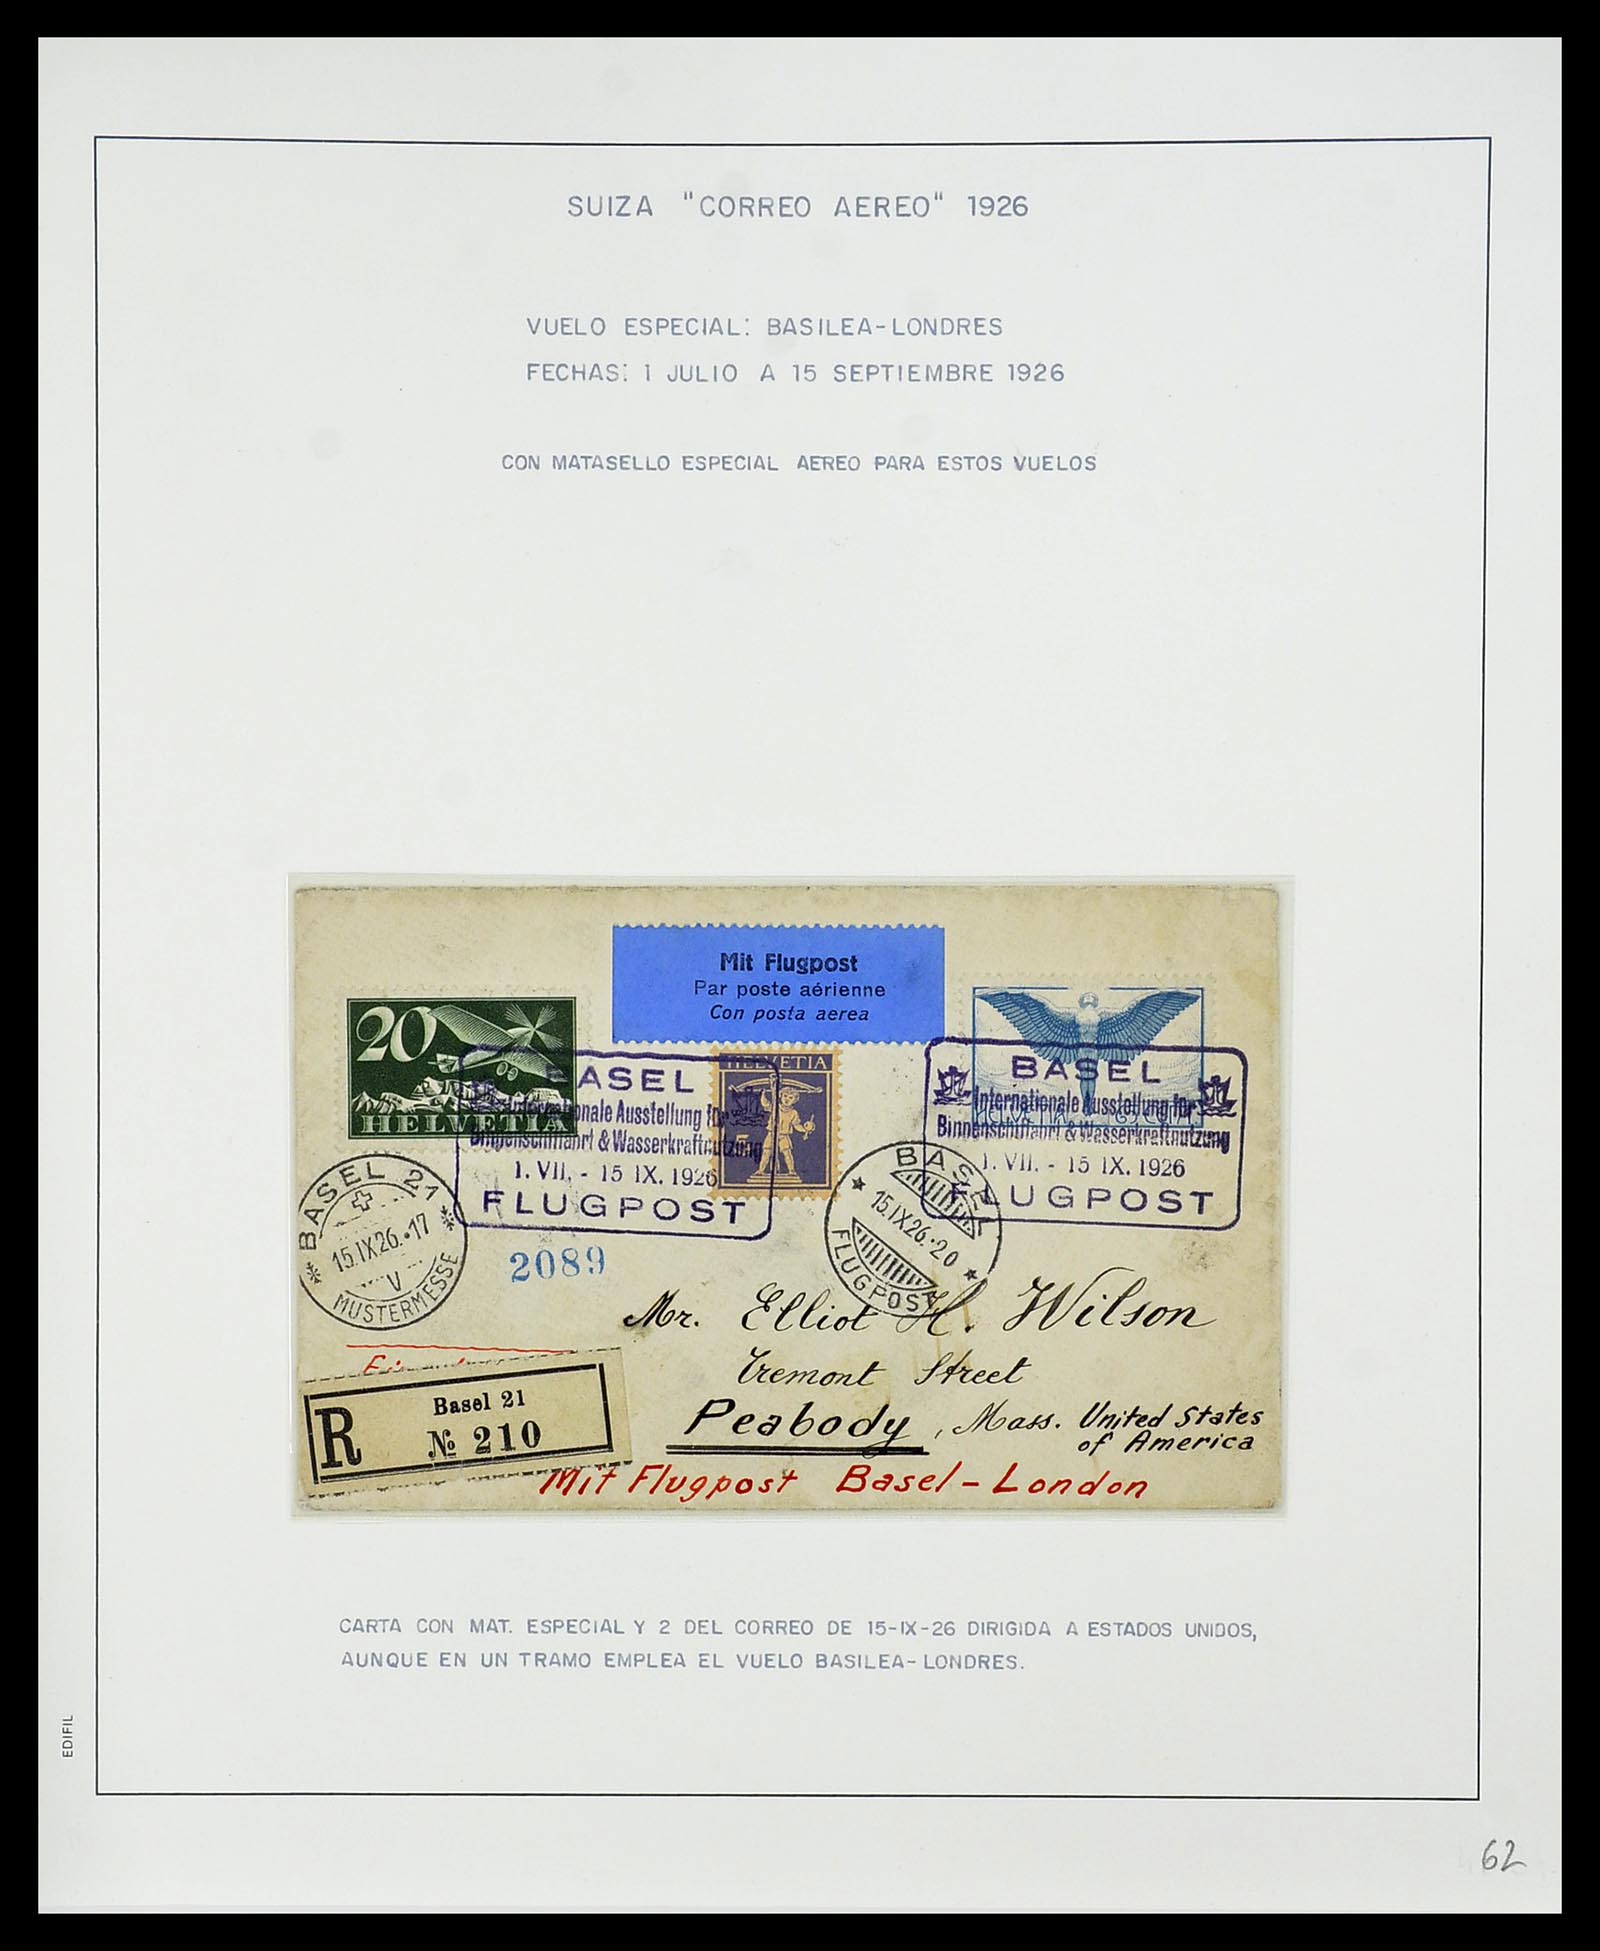 SUIZA "CORREO AEREO" 1926
VUELO ESPECIAL: BASILEA-LONDRES
FECHAS: 1 JULIO A 15 SEPTIEMBRE 1926
CON MATASELLO ESPECIAL AEREO PARA ESTOS VUELOS
Mit Flugpost
Par poste aérienne
Con posta aerea
20
HELVETIA
HELVETIA
BASEL
Internationale Ausstellung für
Binnenschiffahrt & Wasserkraftnutzung
1. VII. - 15 IX. 1926
FLUGPOST
BASEL
Internationale Ausstellung für
Binnenschiffahrt & Wasserkraftnutzung
1. VII. - 15 IX. 1926
FLUGPOST
BASEL 21
15.IX26.·17
V
MUSTERMESSE
BASEL
15.IX26.·20
FLUGPOST
2089
Mr. Elliot H. Wilson
Tremont Street
Peabody, Mass. United States
of America
R
Basel 21
№ 210
Mit Flugpost Basel - London
CARTA CON MAT. ESPECIAL Y 2 DEL CORREO DE 15-IX-26 DIRIGIDA A ESTADOS UNIDOS,
AUNQUE EN UN TRAMO EMPLEA EL VUELO BASILEA-LONDRES.
EDIFIL
62